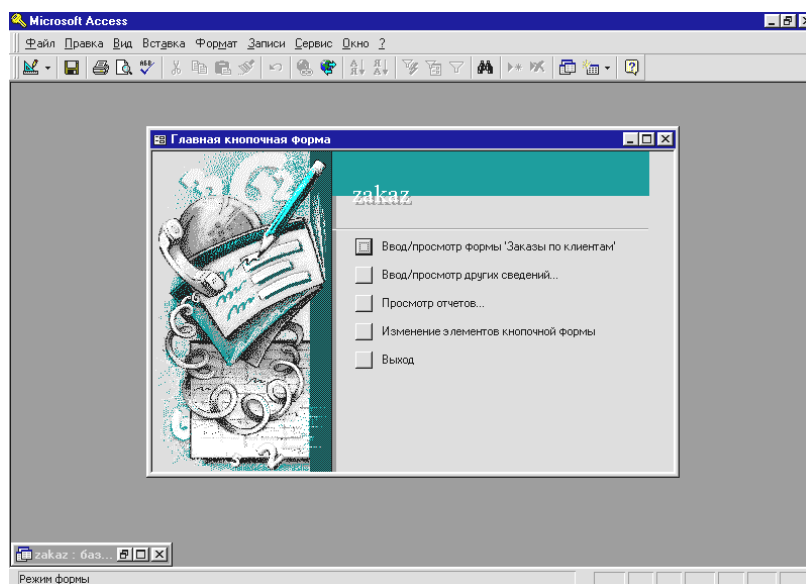 Microsoft Access
Файл Правка Вид Вставка Формат Записи Сервис Окно ?
Главная кнопочная форма
zakaz
Ввод/просмотр формы 'Заказы по клиентам'
Ввод/просмотр других сведений...
Просмотр отчетов...
Изменение элементов кнопочной формы
Выход
zakaz : баз...
Режим формы